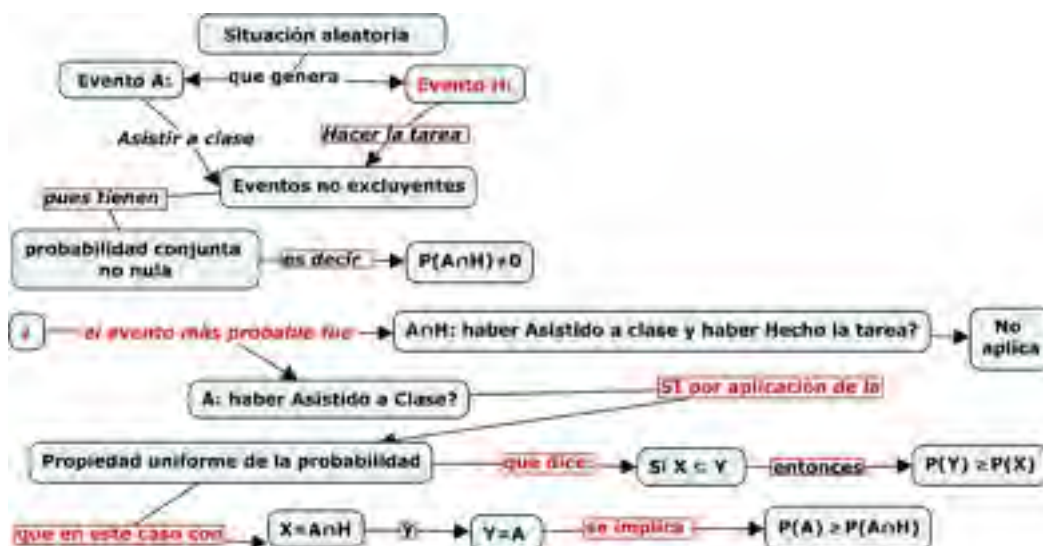 Situación aleatoria
Evento A:
que genera
Evento H:
Asistir a clase
Hacer la tarea
Eventos no excluyentes
pues tienen
probabilidad conjunta
no nula
es decir
P(A∩H)≠0
¿
el evento más probable fue
A∩H: haber Asistido a clase y haber Hecho la tarea?
No
aplica
A: haber Asistido a Clase?
SI por aplicación de la
Propiedad uniforme de la probabilidad
que dice:
Si X ⊆ Y
entonces
P(Y) ≥P(X)
que en este caso con
X=A∩H
Y
Y=A
se implica
P(A) ≥ P(A∩H)